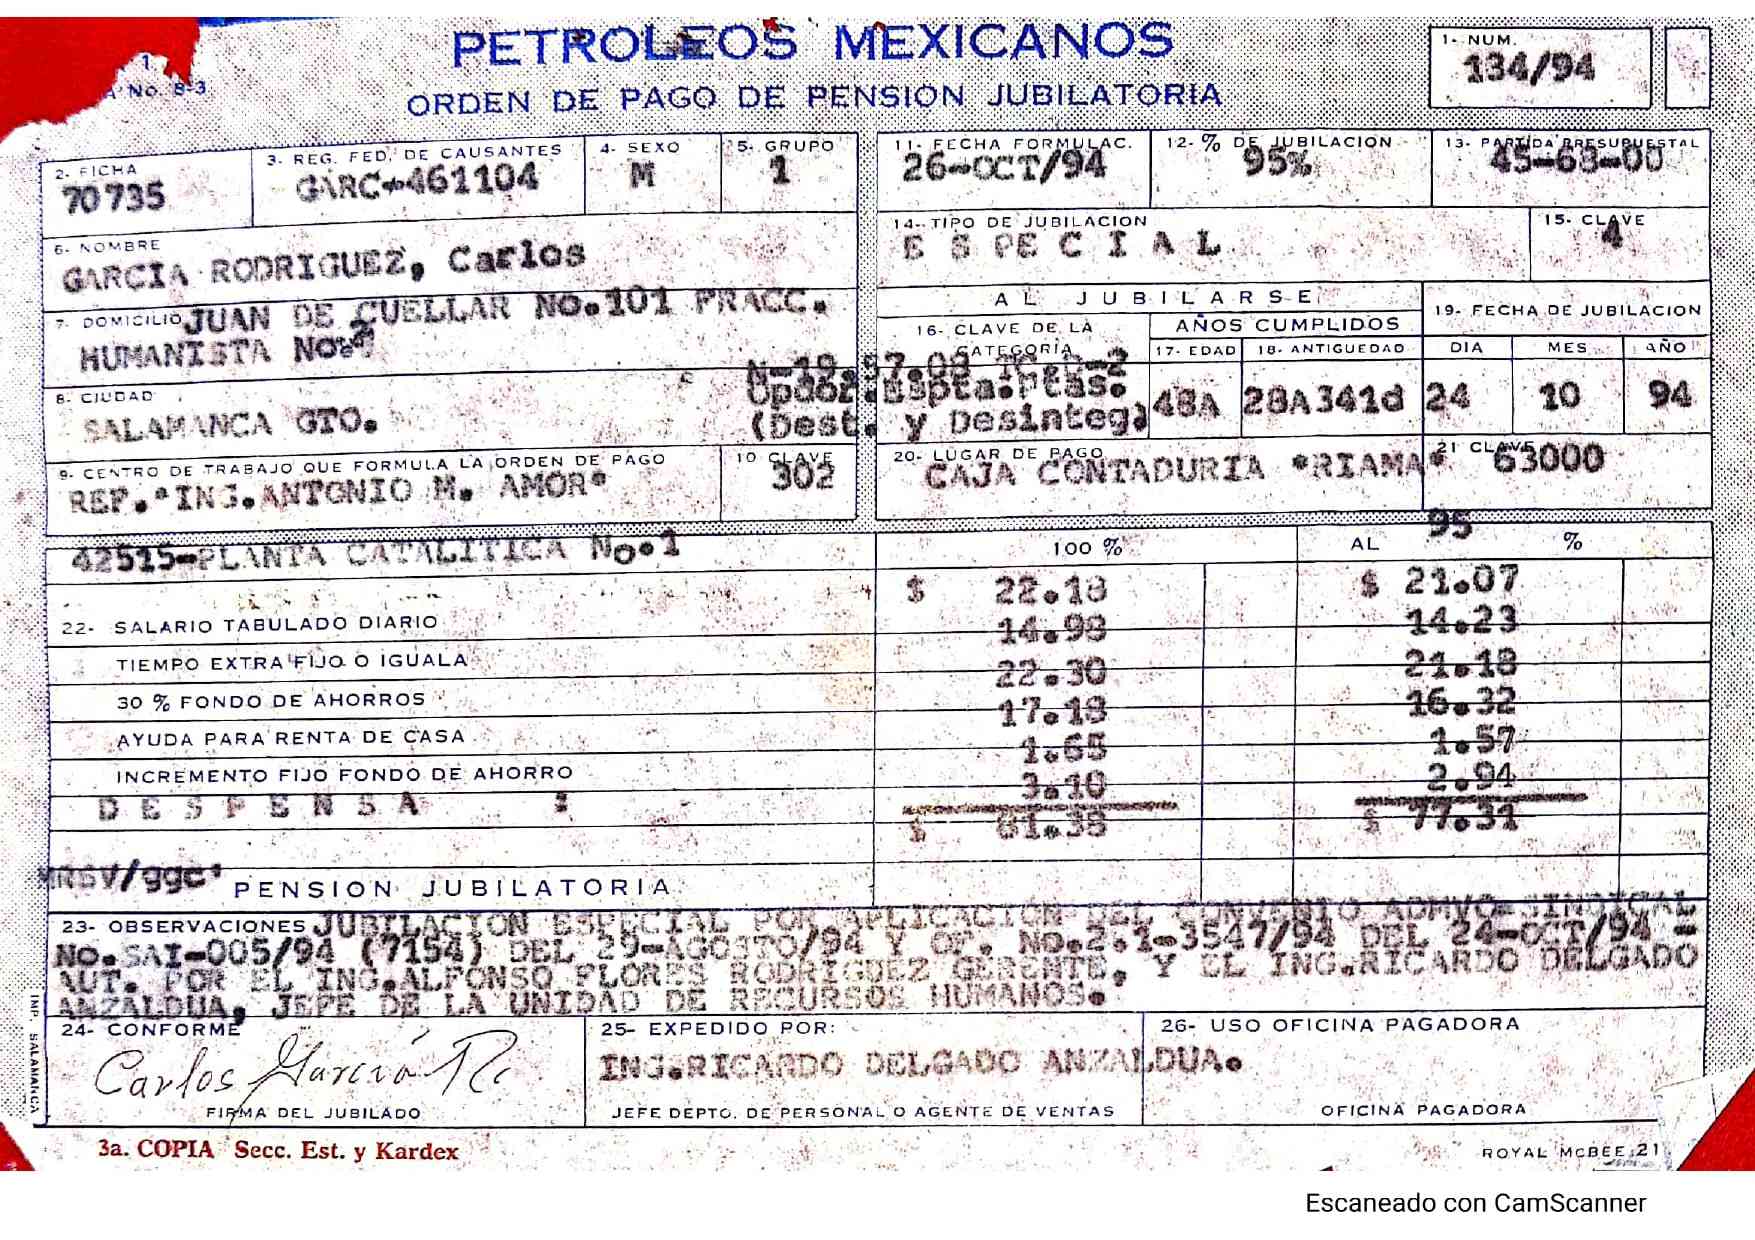 PETROLEOS MEXICANOS
ORDEN DE PAGO DE PENSION JUBILATORIA
1
No. 8-3
1- NUM.
134/94
2. FICHA
70735
3- REG. FED. DE CAUSANTES
GARC-461104
4- SEXO
M
5- GRUPO
1
6- NOMBRE
GARCIA RODRIGUEZ, Carlos
7. DOMICILIO JUAN DE CUELLAR NO.101 FRACC.
HUMANISTA
8. CIUDAD
SALAMANCA GTO.
9. CENTRO DE TRABAJO QUE FORMULA LA ORDEN DE PAGO
REF. "ING.ANTONIO M. AMOR"
10 CLAVE
302
11- FECHA FORMULAC.
26-OCT/94
12- % DE JUBILACION
95%
13- PARTIDA PRESUPUESTAL
45-63-00
14- TIPO DE JUBILACION
E S P E C I A L
15- CLAVE
4
AL JUBILARSE
16- CLAVE DE LA CATEGORIA
Opdor.Espta.Ptas.
(Dest. y Desinteg)
AÑOS CUMPLIDOS
17- EDAD
48A
18- ANTIGUEDAD
28A341d
19- FECHA DE JUBILACION
DIA MES AÑO
24 10 94
20- LUGAR DE PAGO
CAJA CONTADURIA "RIAMA"
21 CLAVE
63000
42515-PLANTA CATALITICA No.1
100 % AL 95 %
$ 22.18 $ 21.07
22- SALARIO TABULADO DIARIO
14.98 14.23
TIEMPO EXTRA FIJO O IGUALA
22.30 21.18
30 % FONDO DE AHORROS
17.18 16.32
AYUDA PARA RENTA DE CASA
1.65 1.57
INCREMENTO FIJO FONDO DE AHORRO
3.10 2.94
D E S P E N S A :
$ 81.38 $ 77.31
MRSV/ggc'
PENSION JUBILATORIA
23- OBSERVACIONES JUBILACION ESPECIAL POR APLICACION DEL CONVENIO ADMVO-SINDICAL
NO.SAI-005/94 (7154) DEL 29-AGOSTO/94 Y OF. NO.2.1-3547/94 DEL 24-OCT/94 -
AUT. POR EL ING.ALFONSO FLORES RODRIGUEZ GERENTE, Y EL ING.RICARDO DELGADO
ANZALDUA, JEFE DE LA UNIDAD DE RECURSOS HUMANOS.
24- CONFORME
Carlos García R.
FIRMA DEL JUBILADO
25- EXPEDIDO POR:
ING.RICARDO DELGADO ANZALDUA.
JEFE DEPTO. DE PERSONAL O AGENTE DE VENTAS
26- USO OFICINA PAGADORA
OFICINA PAGADORA
IMP. SALAMANCA
3a. COPIA Secc. Est. y Kardex
ROYAL MCBEE 21
Escaneado con CamScanner